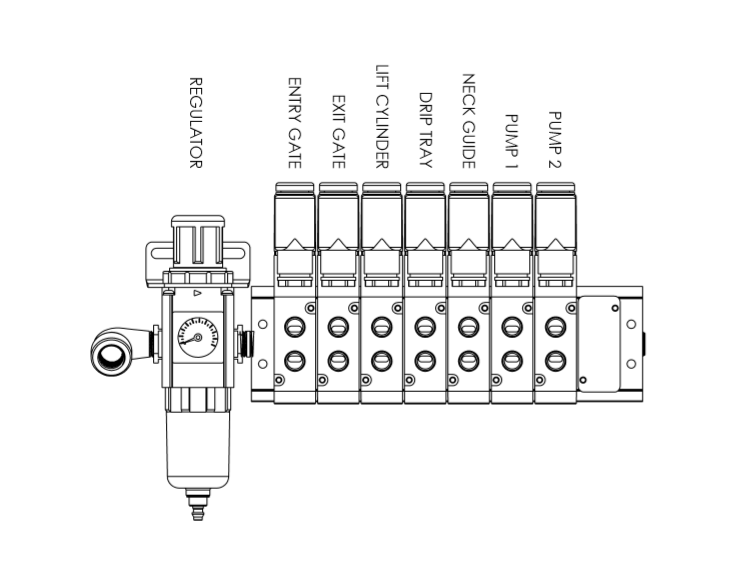 REGULATOR
ENTRY GATE
EXIT GATE
LIFT CYLINDER
DRIP TRAY
NECK GUIDE
PUMP 1
PUMP 2